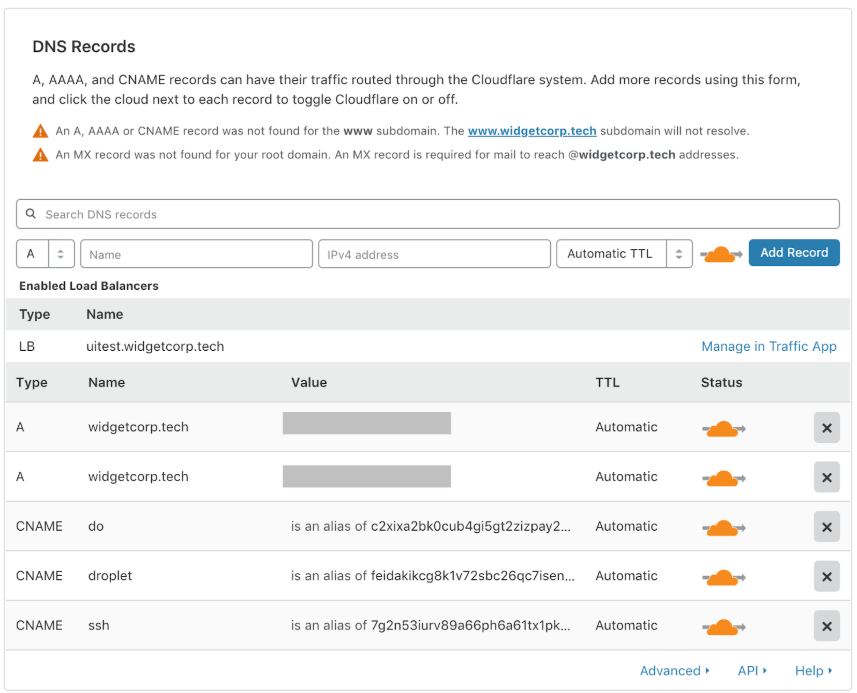 DNS Records
A, AAAA, and CNAME records can have their traffic routed through the Cloudflare system. Add more records using this form,
and click the cloud next to each record to toggle Cloudflare on or off.
An A, AAAA or CNAME record was not found for the www subdomain. The www.widgetcorp.tech subdomain will not resolve.
An MX record was not found for your root domain. An MX record is required for mail to reach @widgetcorp.tech addresses.
Search DNS records
A Name IPv4 address Automatic TTL Add Record
Enabled Load Balancers
Type Name
LB uitest.widgetcorp.tech Manage in Traffic App
Type Name Value TTL Status
A widgetcorp.tech Automatic
A widgetcorp.tech Automatic
CNAME do is an alias of c2xixa2bk0cub4gi5gt2zizpay2... Automatic
CNAME droplet is an alias of feidakikcg8k1v72sbc26qc7isen... Automatic
CNAME ssh is an alias of 7g2n53iurv89a66ph6a61tx1pk... Automatic
Advanced API Help